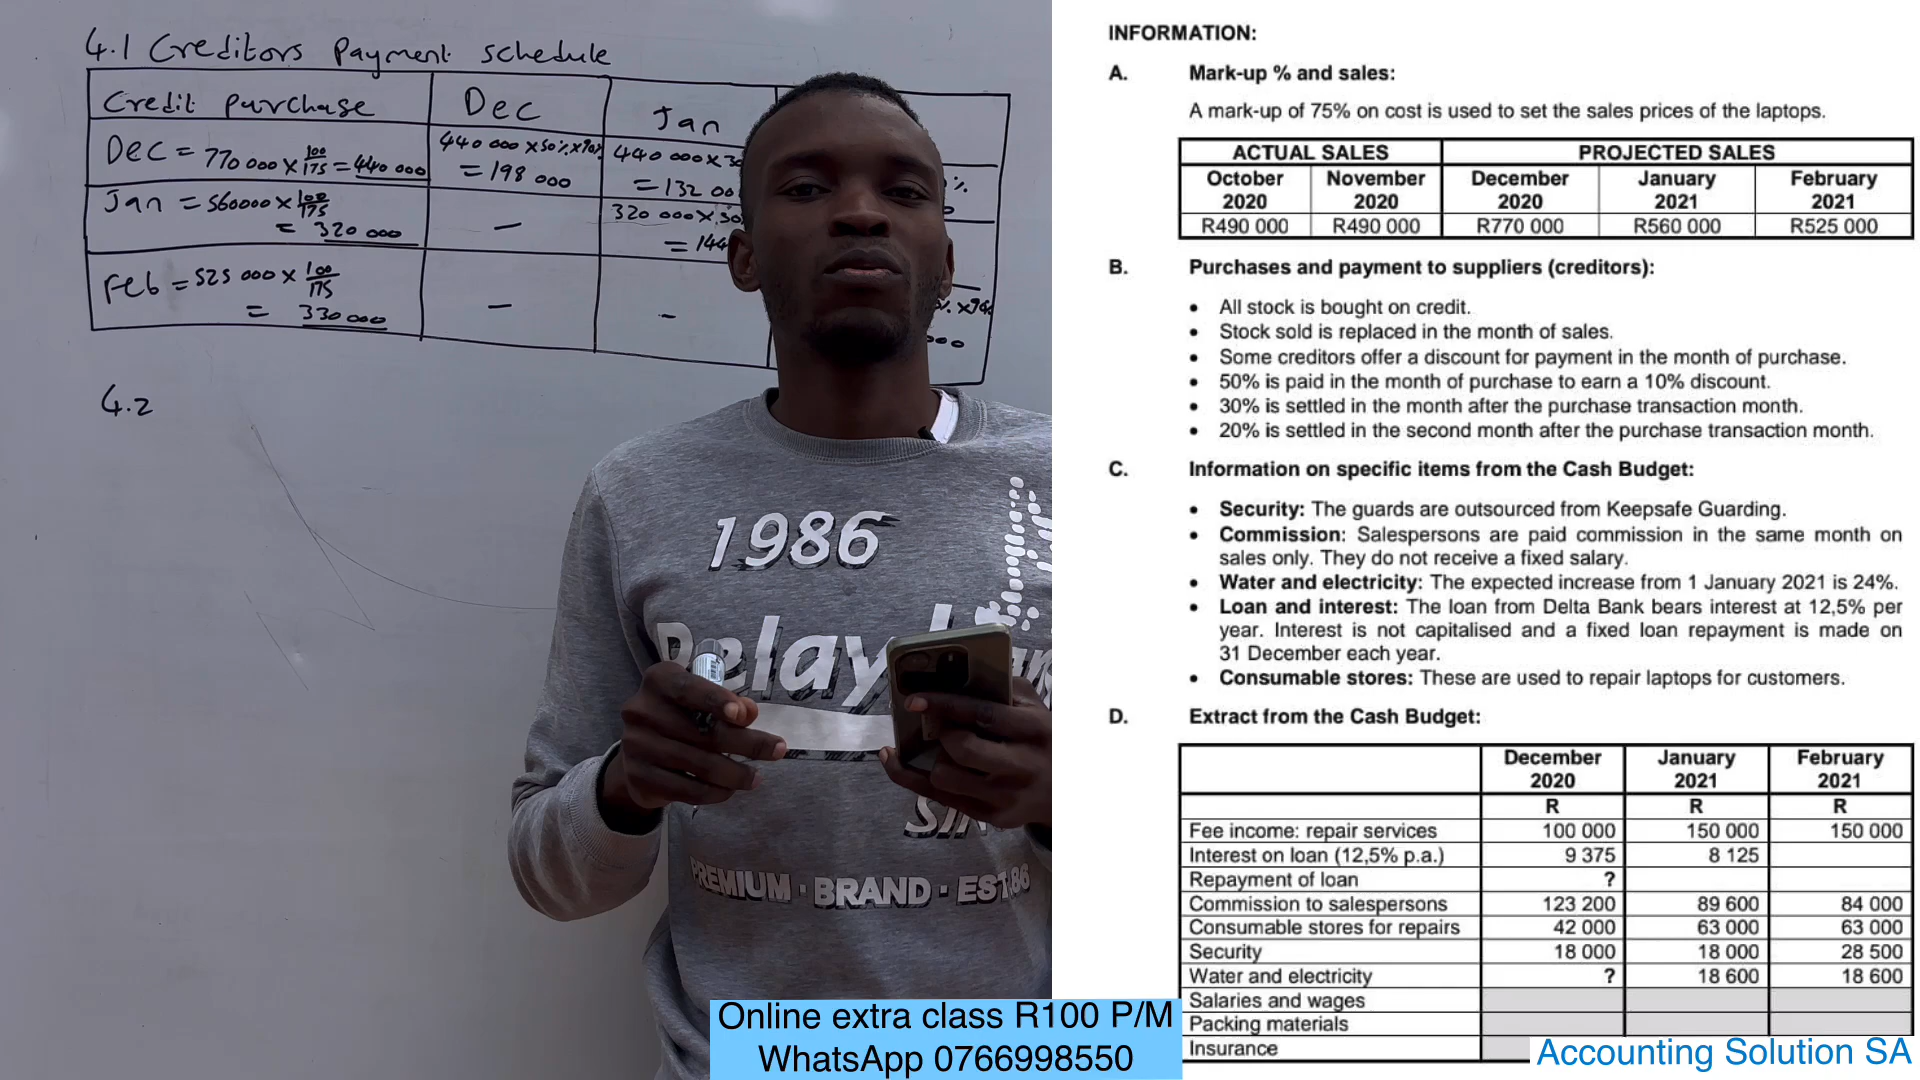 4.1 Creditors Payment schedule
Credit Purchase Dec Jan
Dec = 770 000 × 100/175 = 440 000
440 000 × 50% × 90%
= 198 000
440 000 × 30
= 132 00
%
Jan = 560000 × 100/175
= 320 000
—
320 000 × 50
= 144
Feb = 525 000 × 100/175
= 330 000
—
-
% × 90%
000
4.2
1986
Relay
PREMIUM · BRAND · EST.86
INFORMATION:
A. Mark-up % and sales:
A mark-up of 75% on cost is used to set the sales prices of the laptops.
ACTUAL SALES PROJECTED SALES
October November December January February
2020 2020 2020 2021 2021
R490 000 R490 000 R770 000 R560 000 R525 000
B. Purchases and payment to suppliers (creditors):
• All stock is bought on credit.
• Stock sold is replaced in the month of sales.
• Some creditors offer a discount for payment in the month of purchase.
• 50% is paid in the month of purchase to earn a 10% discount.
• 30% is settled in the month after the purchase transaction month.
• 20% is settled in the second month after the purchase transaction month.
C. Information on specific items from the Cash Budget:
• Security: The guards are outsourced from Keepsafe Guarding.
• Commission: Salespersons are paid commission in the same month on
sales only. They do not receive a fixed salary.
• Water and electricity: The expected increase from 1 January 2021 is 24%.
• Loan and interest: The loan from Delta Bank bears interest at 12,5% per
year. Interest is not capitalised and a fixed loan repayment is made on
31 December each year.
• Consumable stores: These are used to repair laptops for customers.
D. Extract from the Cash Budget:
December January February
2020 2021 2021
R R R
Fee income: repair services 100 000 150 000 150 000
Interest on loan (12,5% p.a.) 9 375 8 125
Repayment of loan ?
Commission to salespersons 123 200 89 600 84 000
Consumable stores for repairs 42 000 63 000 63 000
Security 18 000 18 000 28 500
Water and electricity ? 18 600 18 600
Salaries and wages
Packing materials
Insurance
Online extra class R100 P/M
WhatsApp 0766998550
Accounting Solution SA